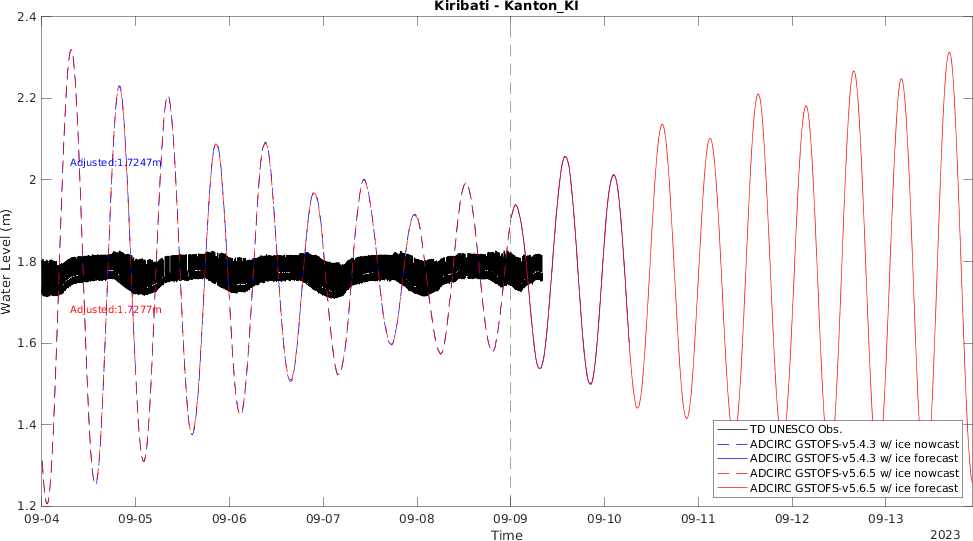 Kiribati - Kanton_KI
2.4
2.2
2
1.8
1.6
1.4
1.2
Water Level (m)
Adjusted:1.7247m
Adjusted:1.7277m
TD UNESCO Obs.
ADCIRC GSTOFS-v5.4.3 w/ ice nowcast
ADCIRC GSTOFS-v5.4.3 w/ ice forecast
ADCIRC GSTOFS-v5.6.5 w/ ice nowcast
ADCIRC GSTOFS-v5.6.5 w/ ice forecast
09-04 09-05 09-06 09-07 09-08 09-09 09-10 09-11 09-12 09-13
Time
2023